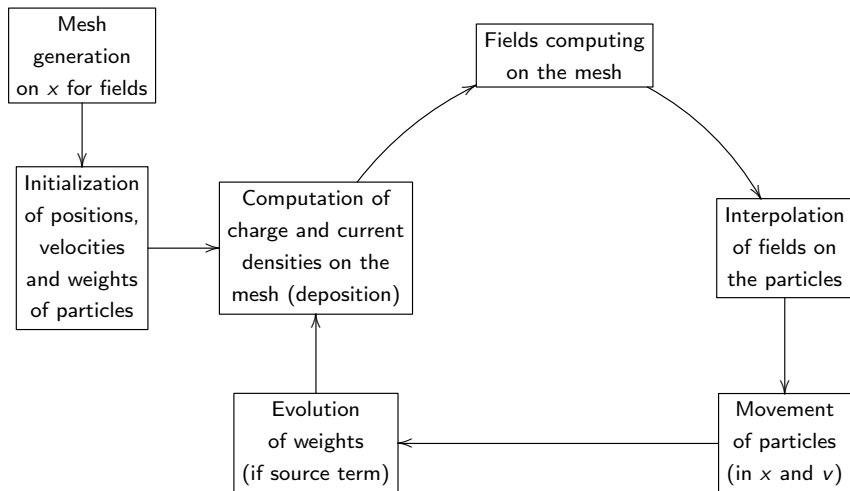 Mesh
generation
on x for fields
Initialization
of positions,
velocities
and weights
of particles
Computation of
charge and current
densities on the
mesh (deposition)
Fields computing
on the mesh
Interpolation
of fields on
the particles
Movement
of particles
(in x and v)
Evolution
of weights
(if source term)